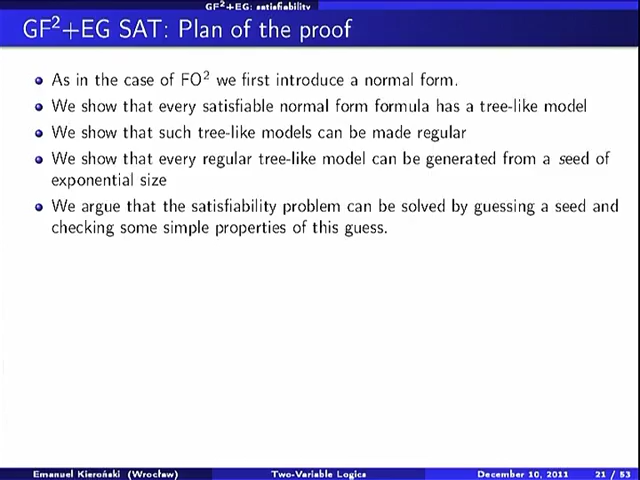 GF²+EG: satisfiability
GF²+EG SAT: Plan of the proof
As in the case of FO² we first introduce a normal form.
We show that every satisfiable normal form formula has a tree-like model
We show that such tree-like models can be made regular
We show that every regular tree-like model can be generated from a seed of
exponential size
We argue that the satisfiability problem can be solved by guessing a seed and
checking some simple properties of this guess.
Emanuel Kieroński (Wrocław) Two-Variable Logics December 10, 2011 21 / 53